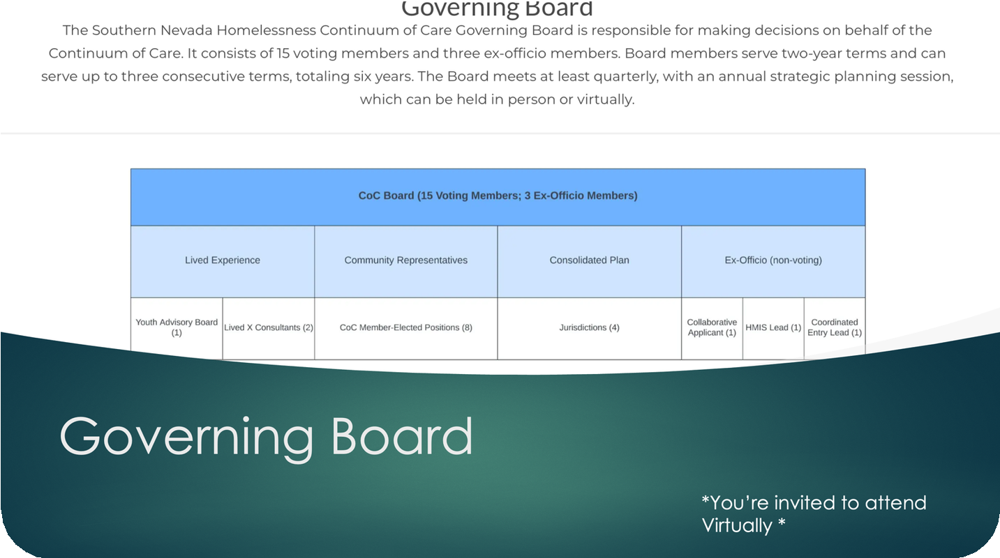 Governing Board
The Southern Nevada Homelessness Continuum of Care Governing Board is responsible for making decisions on behalf of the
Continuum of Care. It consists of 15 voting members and three ex-officio members. Board members serve two-year terms and can
serve up to three consecutive terms, totaling six years. The Board meets at least quarterly, with an annual strategic planning session,
which can be held in person or virtually.
CoC Board (15 Voting Members; 3 Ex-Officio Members)
Lived Experience
Community Representatives
Consolidated Plan
Ex-Officio (non-voting)
Youth Advisory Board
(1)
Lived X Consultants (2)
CoC Member-Elected Positions (8)
Jurisdictions (4)
Collaborative
Applicant (1)
HMIS Lead (1)
Coordinated
Entry Lead (1)
Governing Board
*You’re invited to attend
Virtually *